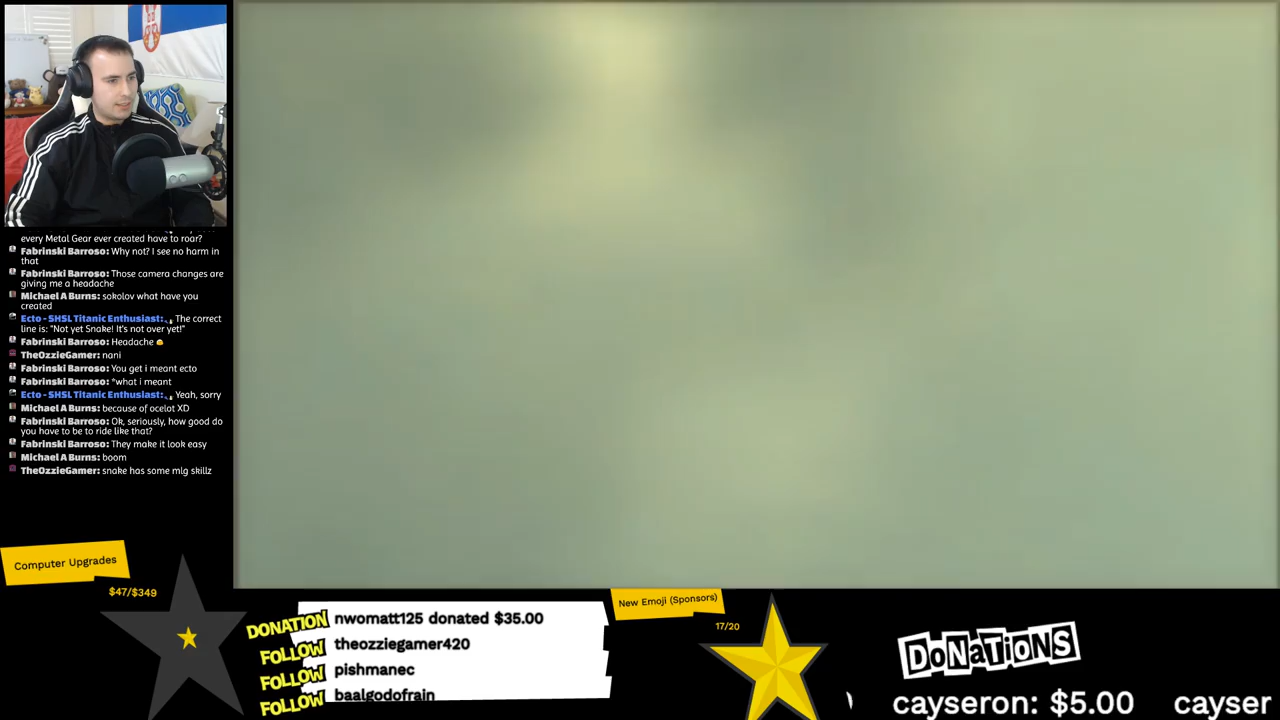 every Metal Gear ever created have to roar?
Fabrinski Barroso: Why not? I see no harm in
that
Fabrinski Barroso: Those camera changes are
giving me a headache
Michael A Burns: sokolov what have you
created
Ecto - SHSL Titanic Enthusiast: The correct
line is: "Not yet Snake! It's not over yet!"
Fabrinski Barroso: Headache
TheOzzieGamer: nani
Fabrinski Barroso: You get i meant ecto
Fabrinski Barroso: *what i meant
Ecto - SHSL Titanic Enthusiast: Yeah, sorry
Michael A Burns: because of ocelot XD
Fabrinski Barroso: Ok, seriously, how good do
you have to be to ride like that?
Fabrinski Barroso: They make it look easy
Michael A Burns: boom
TheOzzieGamer: snake has some mlg skillz
Computer Upgrades
$47/$349
DONATION nwomatt125 donated $35.00
FOLLOW theozziegamer420
FOLLOW pishmanec
FOLLOW baalgodofrain
New Emoji (Sponsors)
17/20
DoNaTioNS
) cayseron: $5.00 cayser